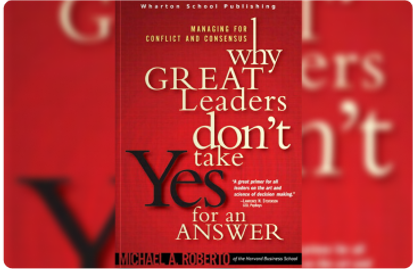 Wharton School Publishing
MANAGING FOR
CONFLICT AND CONSENSUS
why
GREAT
Leaders
don't
take
Yes
for an
ANSWER
"A great primer for all
leaders on the art and
science of decision making."
MICHAEL A. ROBERTO of the Harvard Business School
ers
n't